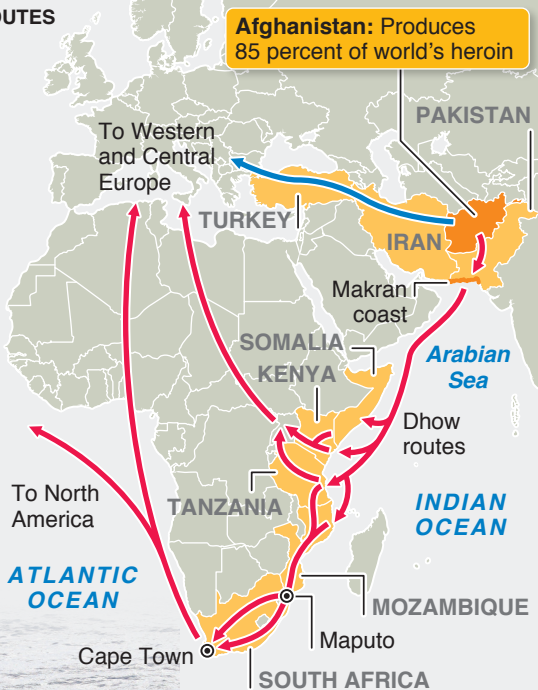 Afghanistan: Produces
85 percent of world's heroin
PAKISTAN
To Western
and Central
Europe
TURKEY
IRAN
Makran
coast
SOMALIA
KENYA
Arabian
Sea
Dhow
routes
To North
America
TANZANIA
INDIAN
OCEAN
ATLANTIC
OCEAN
MOZAMBIQUE
Maputo
Cape Town
SOUTH AFRICA